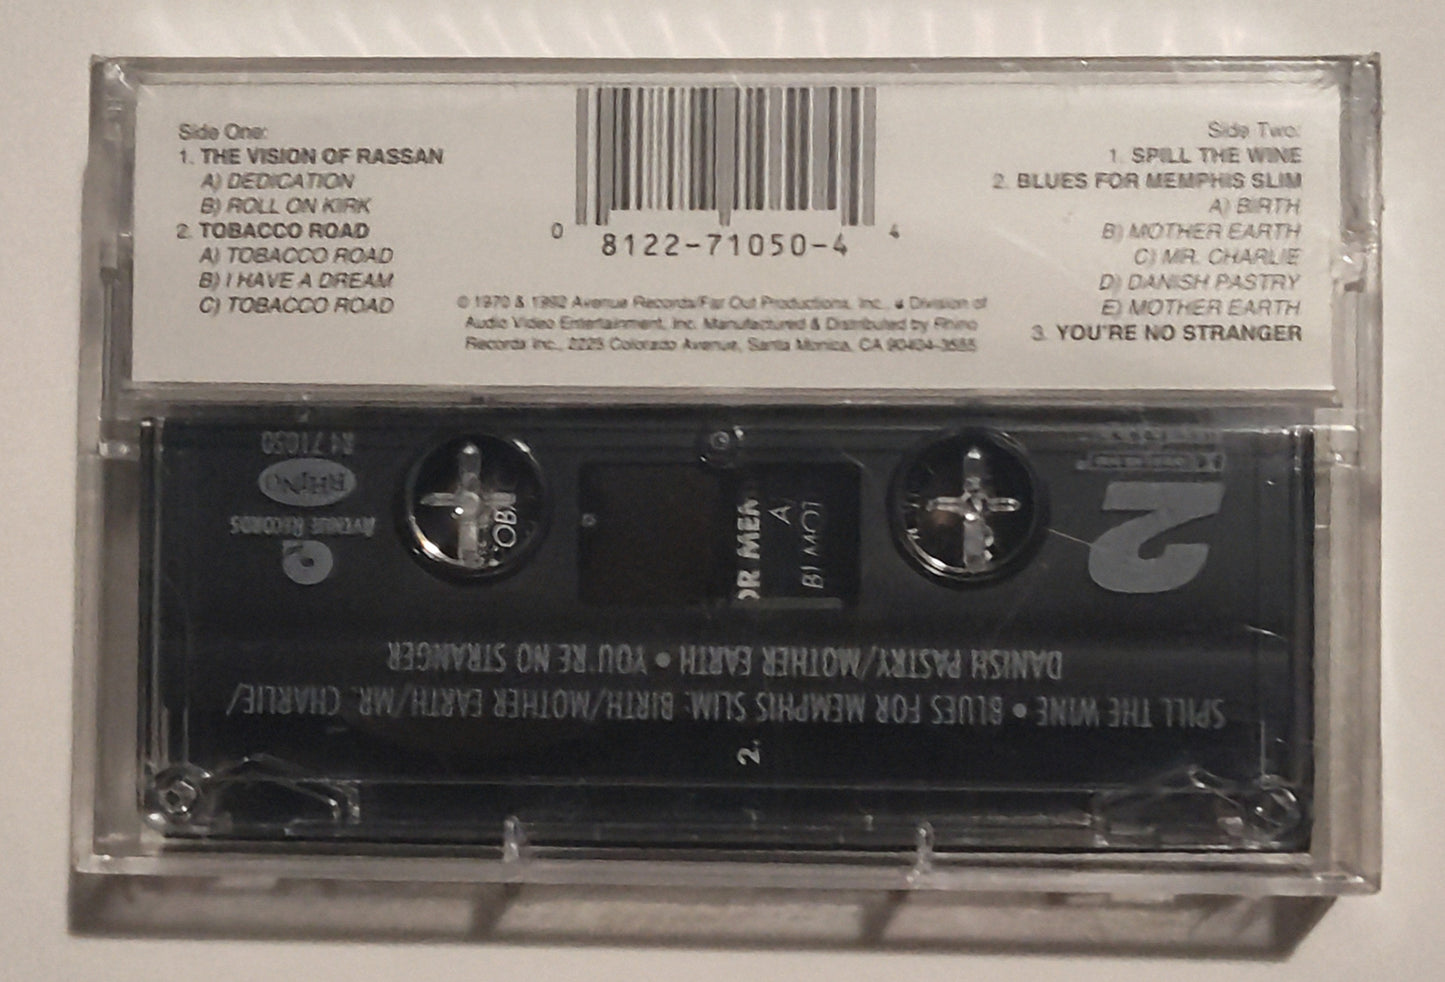 Side One:
1. THE VISION OF RASSAN
A) DEDICATION
B) ROLL ON KIRK
2. TOBACCO ROAD
A) TOBACCO ROAD
B) I HAVE A DREAM
C) TOBACCO ROAD
0 8122-71050-4 4
© 1970 & 1992 Avenue Records/Far Out Productions, Inc., a Division of
Audio Video Entertainment, Inc. Manufactured & Distributed by Rhino
Records Inc., 2225 Colorado Avenue, Santa Monica, CA 90404-3555
Side Two:
1. SPILL THE WINE
2. BLUES FOR MEMPHIS SLIM
A) BIRTH
B) MOTHER EARTH
C) MR. CHARLIE
D) DANISH PASTRY
E) MOTHER EARTH
3. YOU'RE NO STRANGER
2.
SPILL THE WINE • BLUES FOR MEMPHIS SLIM: BIRTH/MOTHER EARTH/MR. CHARLIE/
DANISH PASTRY/MOTHER EARTH • YOU'RE NO STRANGER
2
AVENUE RECORDS
RHINO
R4 71050
OR MEM
A)
B) MOT
OB